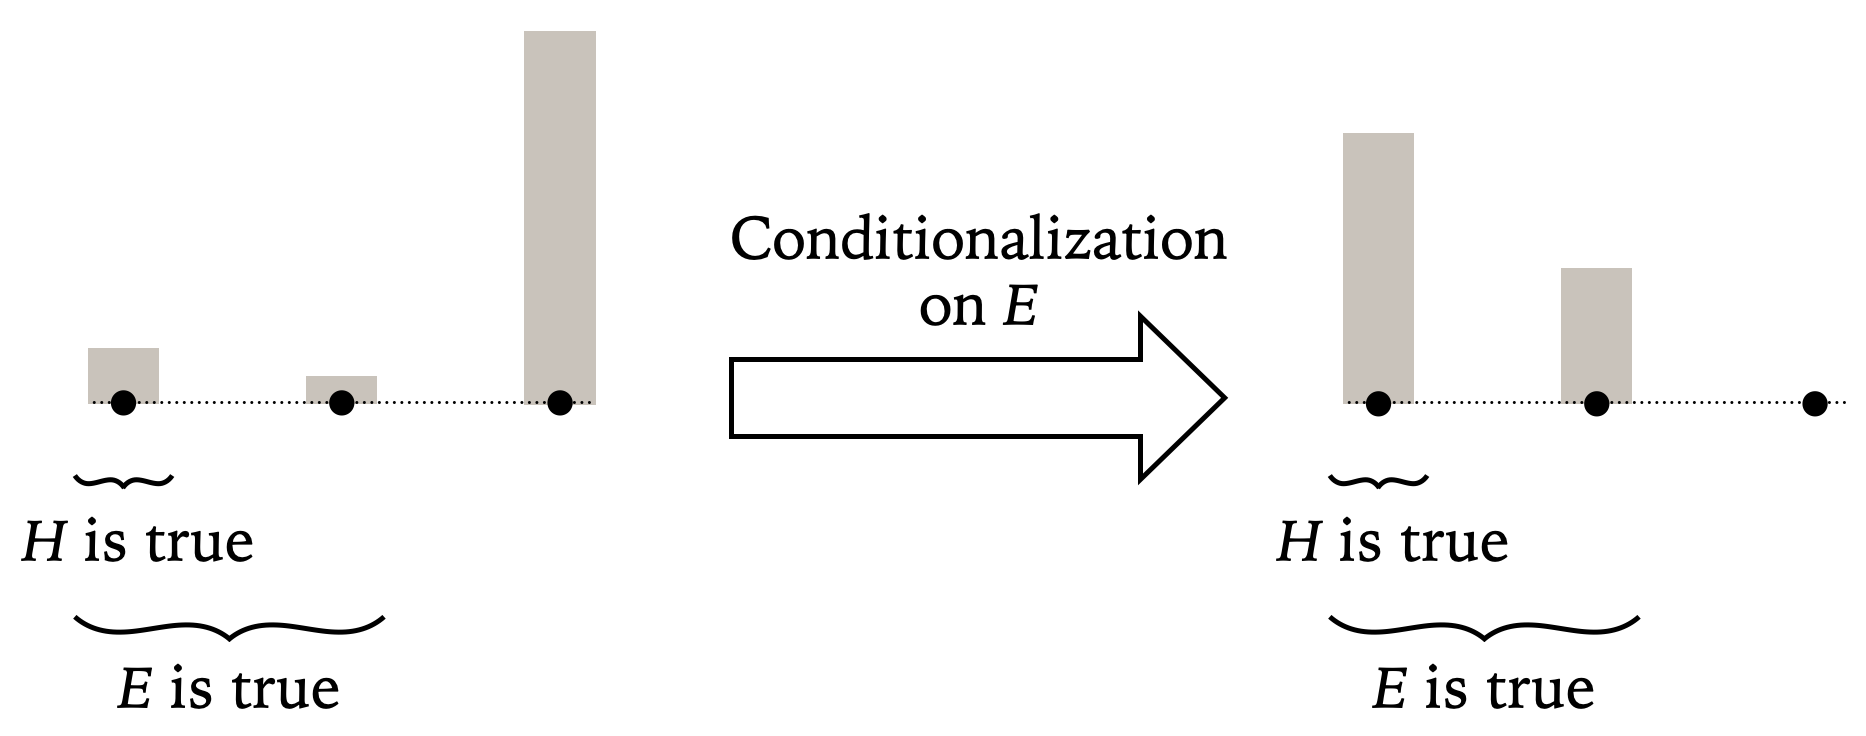 Conditionalization
on E
H is true
E is true
H is true
E is true